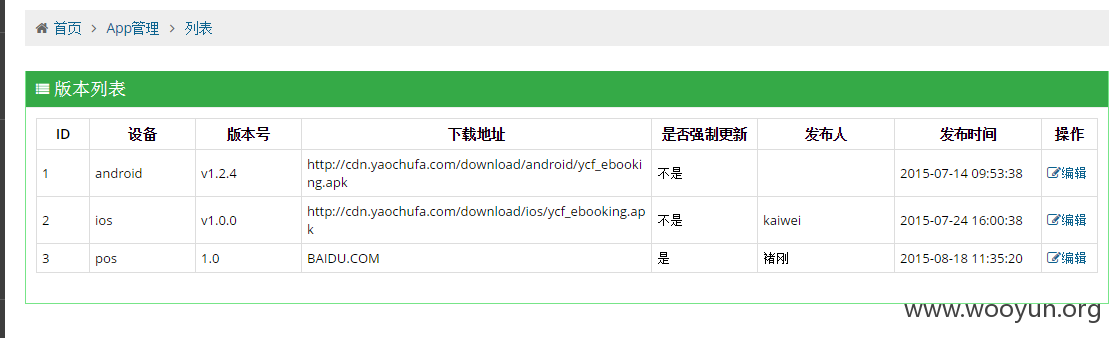 首页 > App管理 > 列表
版本列表
ID 设备 版本号 下载地址 是否强制更新 发布人 发布时间 操作
1 android v1.2.4 http://cdn.yaochufa.com/download/android/ycf_ebooki
ng.apk 不是 2015-07-14 09:53:38 编辑
2 ios v1.0.0 http://cdn.yaochufa.com/download/ios/ycf_ebooking.ap
k 不是 kaiwei 2015-07-24 16:00:38 编辑
3 pos 1.0 BAIDU.COM 是 褚刚 2015-08-18 11:35:20 编辑
www.wooyun.org